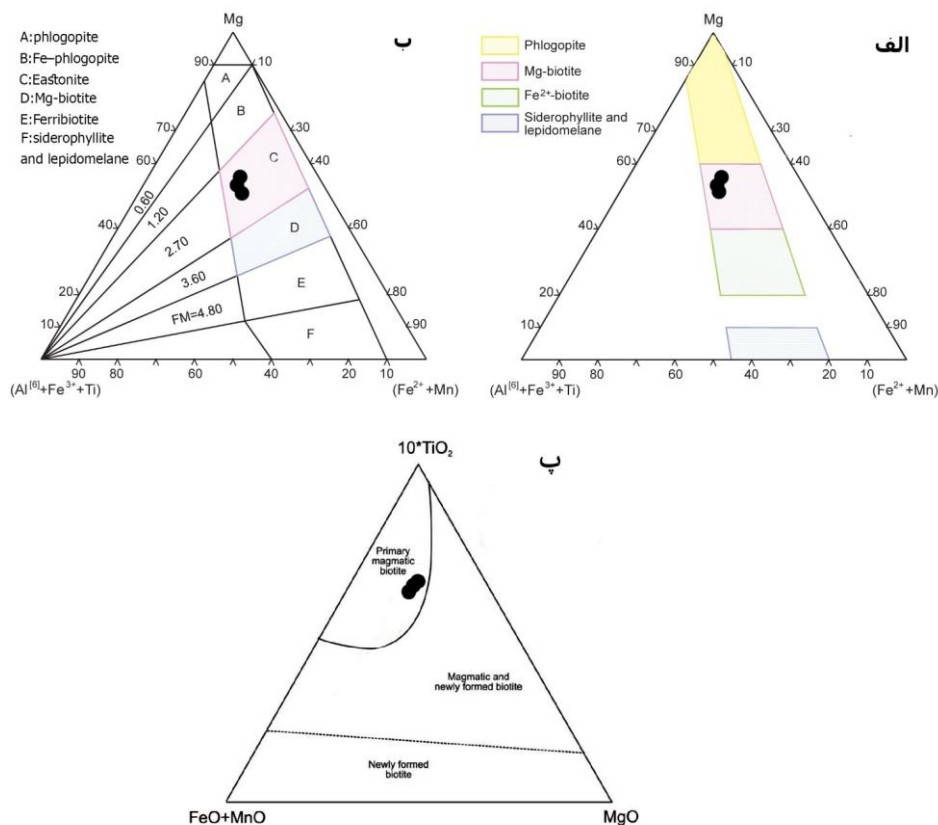 ب
A:phlogopite
B:Fe–phlogopite
C:Eastonite
D:Mg-biotite
E:Ferribiotite
F:siderophyllite
and lepidomelane
Mg
90
10
A
B
70
30
60
C
40
0.60
1.20
40
2.70
D
60
3.60
E
20
FM=4.80
80
10
F
90
90
80
60
40
20
10
(Al[6]+Fe3++Ti)
(Fe2++Mn)
الف
Phlogopite
Mg-biotite
Fe2+-biotite
Siderophyllite and
lepidomelane
Mg
90
10
70
30
60
40
40
60
20
80
10
90
90
80
60
40
20
10
(Al[6]+Fe3++Ti)
(Fe2++Mn)
پ
10*TiO2
Primary
magmatic
biotite
Magmatic and
newly formed biotite
Newly formed
biotite
FeO+MnO
MgO